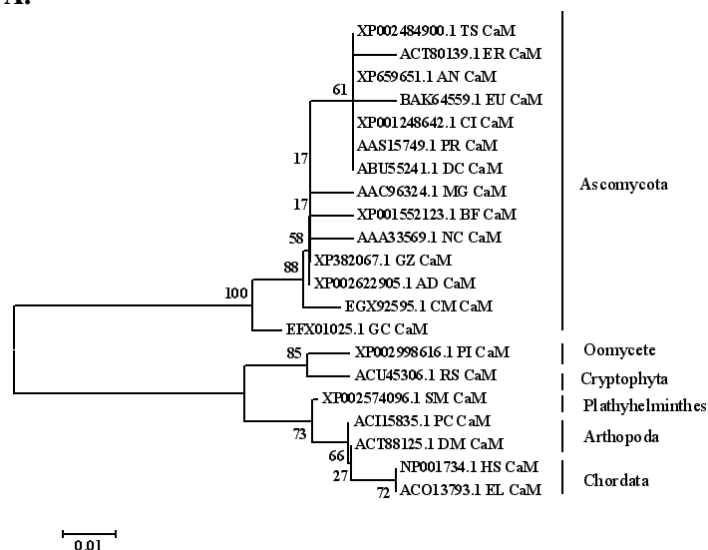 A.
XP002484900.1 TS CaM
ACT80139.1 ER CaM
XP659651.1 AN CaM
61
BAK64559.1 EU CaM
XP001248642.1 CI CaM
AAS15749.1 PR CaM
17
ABU55241.1 DC CaM
Ascomycota
AAC96324.1 MG CaM
17
XP001552123.1 BF CaM
58
AAA33569.1 NC CaM
XP382067.1 GZ CaM
88
XP002622905.1 AD CaM
100
EGX92595.1 CM CaM
EFX01025.1 GC CaM
85
XP002998616.1 PI CaM
Oomycete
ACU45306.1 RS CaM
Cryptophyta
XP002574096.1 SM CaM
Plathyhelminthes
ACI15835.1 PC CaM
73
Arthopoda
ACT88125.1 DM CaM
66
NP001734.1 HS CaM
27
Chordata
72
ACO13793.1 EL CaM
0.01